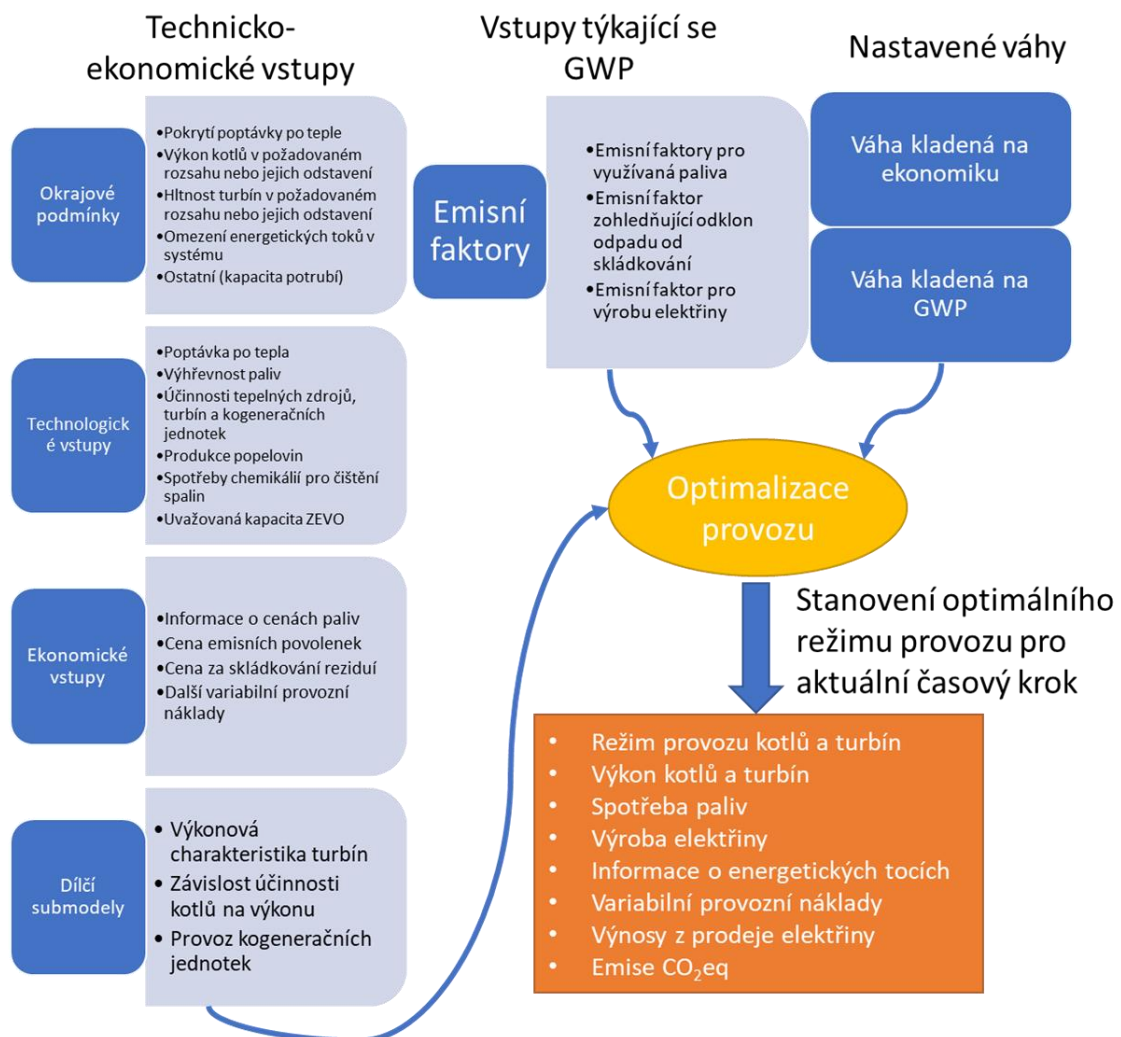 Technicko-
ekonomické vstupy
Okrajové
podmínky
•Pokrytí poptávky po teple
•Výkon kotlů v požadovaném
rozsahu nebo jejich odstavení
•Hltnost turbín v požadovaném
rozsahu nebo jejich odstavení
•Omezení energetických toků v
systému
•Ostatní (kapacita potrubí)
Technologick
é vstupy
•Poptávka po tepla
•Výhřevnost paliv
•Účinnosti tepelných zdrojů,
turbín a kogeneračních
jednotek
•Produkce popelovin
•Spotřeby chemikálií pro čištění
spalin
•Uvažovaná kapacita ZEVO
Ekonomické
vstupy
•Informace o cenách paliv
•Cena emisních povolenek
•Cena za skládkování reziduí
•Další variabilní provozní
náklady
Dílčí
submodely
• Výkonová
charakteristika turbín
• Závislost účinnosti
kotlů na výkonu
• Provoz kogeneračních
jednotek
Vstupy týkající se
GWP
Emisní
faktory
•Emisní faktory pro
využívaná paliva
•Emisní faktor
zohledňující odklon
odpadu od
skládkování
•Emisní faktor pro
výrobu elektřiny
Nastavené váhy
Váha kladená na
ekonomiku
Váha kladená na
GWP
Optimalizace
provozu
Stanovení optimálního
režimu provozu pro
aktuální časový krok
• Režim provozu kotlů a turbín
• Výkon kotlů a turbín
• Spotřeba paliv
• Výroba elektřiny
• Informace o energetických tocích
• Variabilní provozní náklady
• Výnosy z prodeje elektřiny
• Emise CO₂eq